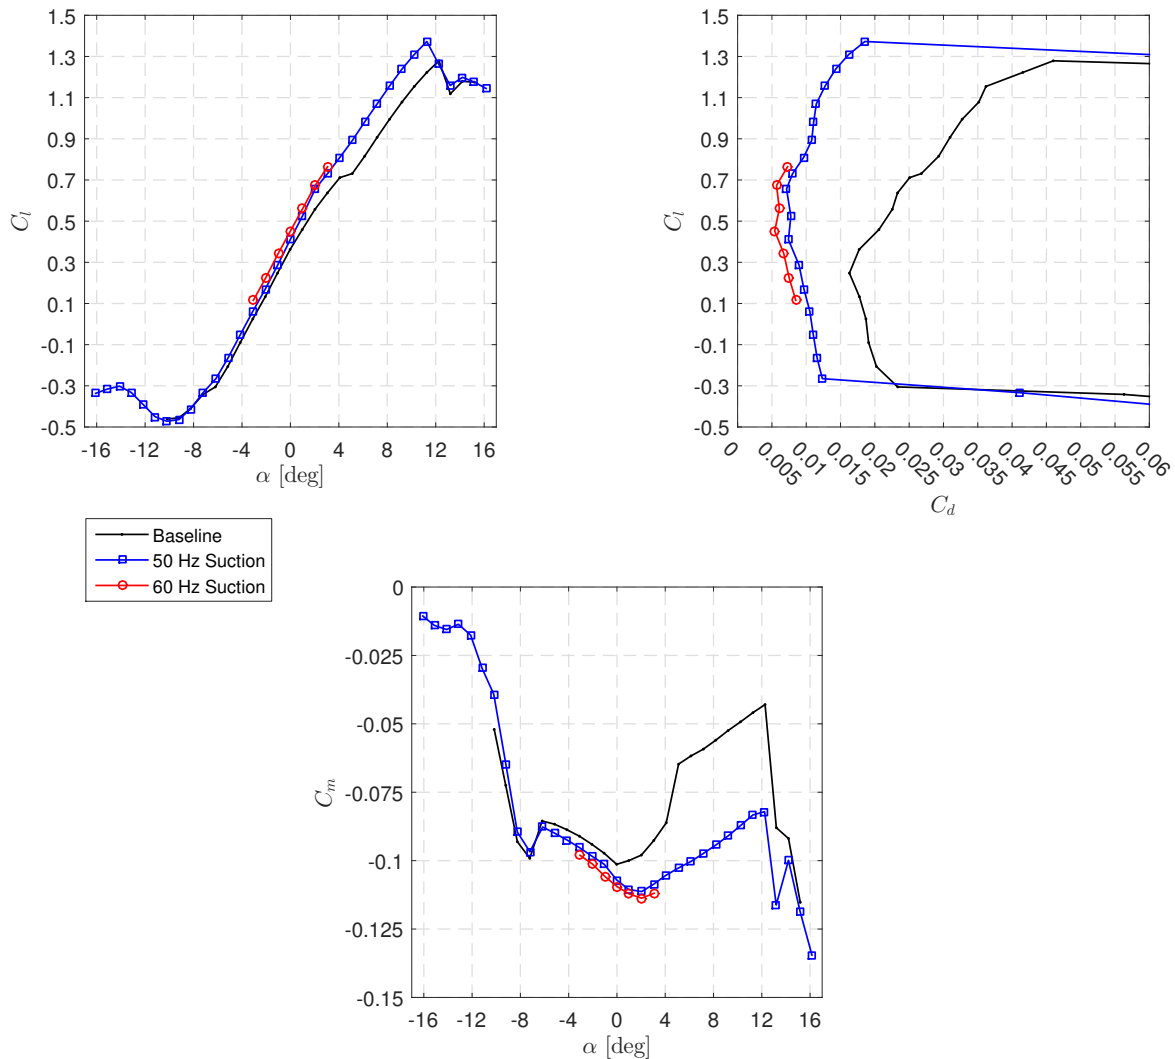 1.5
1.3
1.1
0.9
0.7
0.5
0.3
0.1
-0.1
-0.3
-0.5
C_l
-16 -12 -8 -4 0 4 8 12 16
α [deg]
1.5
1.3
1.1
0.9
0.7
0.5
0.3
0.1
-0.1
-0.3
-0.5
C_l
0 0.005 0.01 0.015 0.02 0.025 0.03 0.035 0.04 0.045 0.05 0.055 0.06
C_d
Baseline
50 Hz Suction
60 Hz Suction
0
-0.025
-0.05
-0.075
-0.1
-0.125
-0.15
C_m
-16 -12 -8 -4 0 4 8 12 16
α [deg]